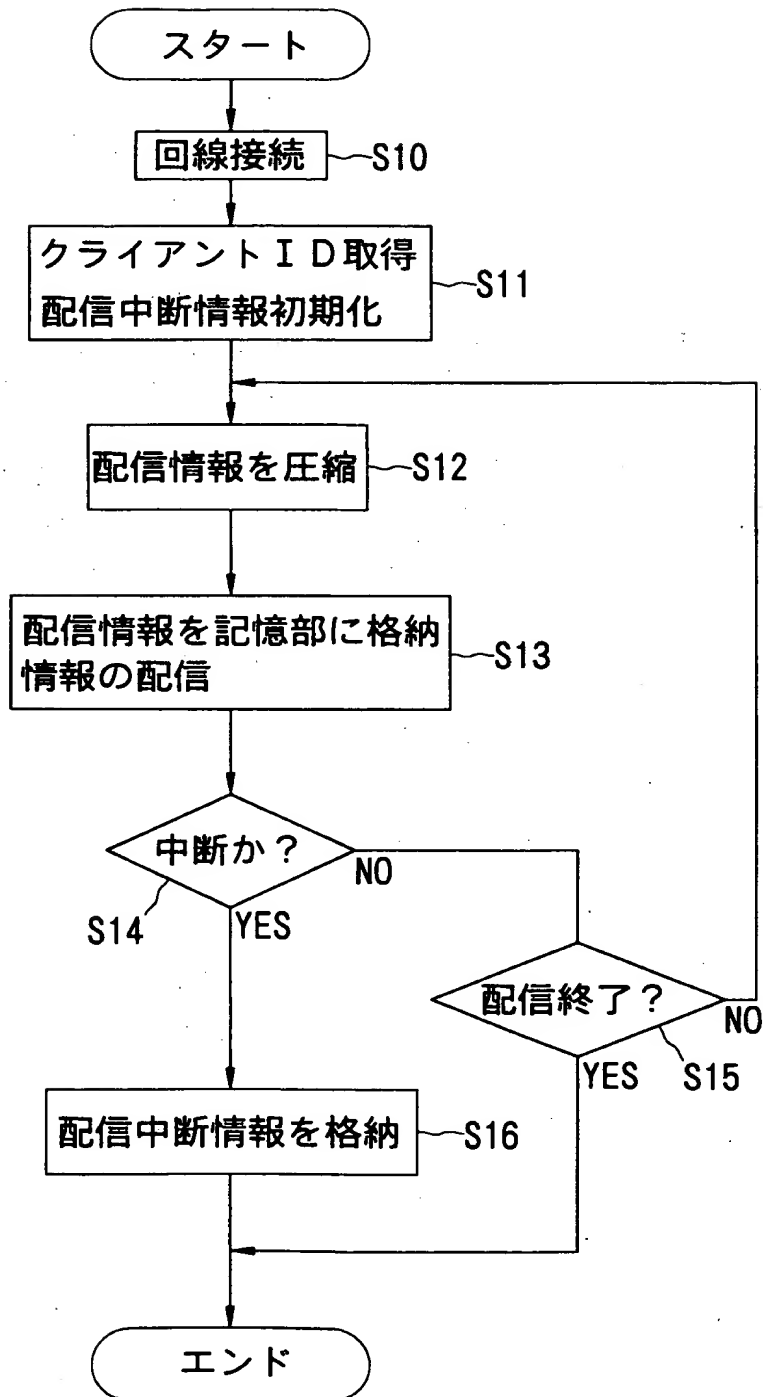 スタート
回線接続
S10
クライアントID取得
配信中断情報初期化
S11
配信情報を圧縮
S12
配信情報を記憶部に格納
情報の配信
S13
中断か?
NO
S14
YES
配信終了?
NO
YES
S15
配信中断情報を格納
S16
エンド